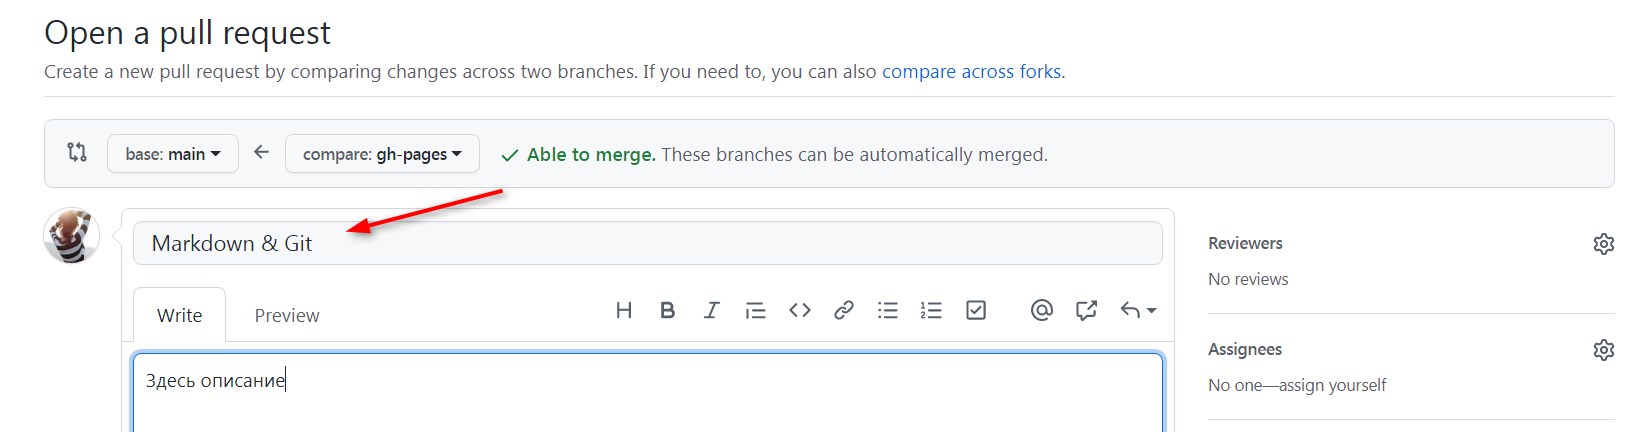 Open a pull request
Create a new pull request by comparing changes across two branches. If you need to, you can also compare across forks.
base: main compare: gh-pages Able to merge. These branches can be automatically merged.
Markdown & Git
Write Preview
Здесь описание
Reviewers
No reviews
Assignees
No one—assign yourself